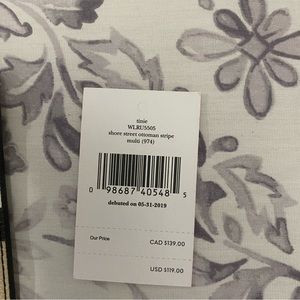 tinie
WLRU5505
shore street ottoman stripe
multi (974)
0 98687 40548 5
debuted on 05-31-2019
Our Price CAD $139.00
USD $119.00